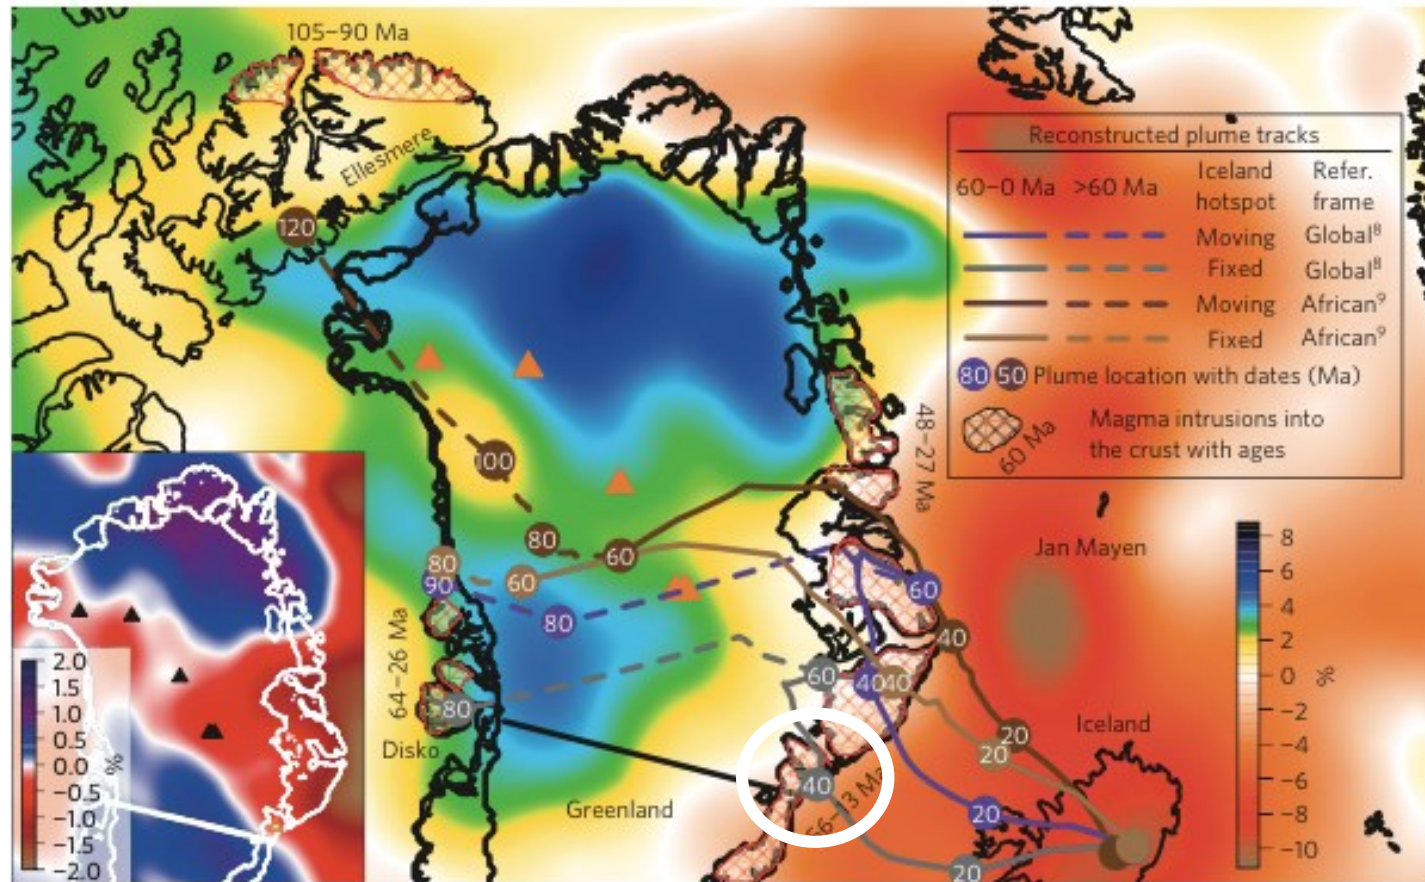 105–90 Ma
Ellesmere
120
100
80
60
80
90
60
80
80
60
40
60
40
40
40
20
20
20
20
64–26 Ma
Disko
Greenland
48–27 Ma
Jan Mayen
Iceland
Reconstructed plume tracks
60–0 Ma >60 Ma Iceland hotspot Refer. frame
Moving Global8
Fixed Global8
Moving African9
Fixed African9
80 50 Plume location with dates (Ma)
60 Ma Magma intrusions into
the crust with ages
8
6
4
2
0
−2
−4
−6
−8
−10
%
2.0
1.5
1.0
0.5
0.0
−0.5
−1.0
−1.5
−2.0
%